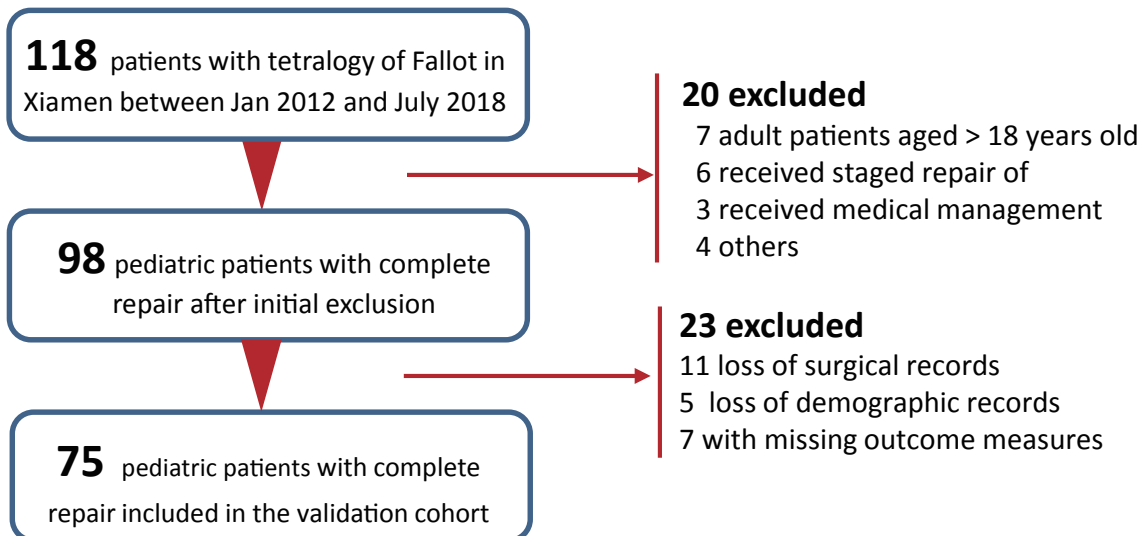 118 patients with tetralogy of Fallot in
Xiamen between Jan 2012 and July 2018
20 excluded
7 adult patients aged > 18 years old
6 received staged repair of
3 received medical management
4 others
98 pediatric patients with complete
repair after initial exclusion
23 excluded
11 loss of surgical records
5 loss of demographic records
7 with missing outcome measures
75 pediatric patients with complete
repair included in the validation cohort